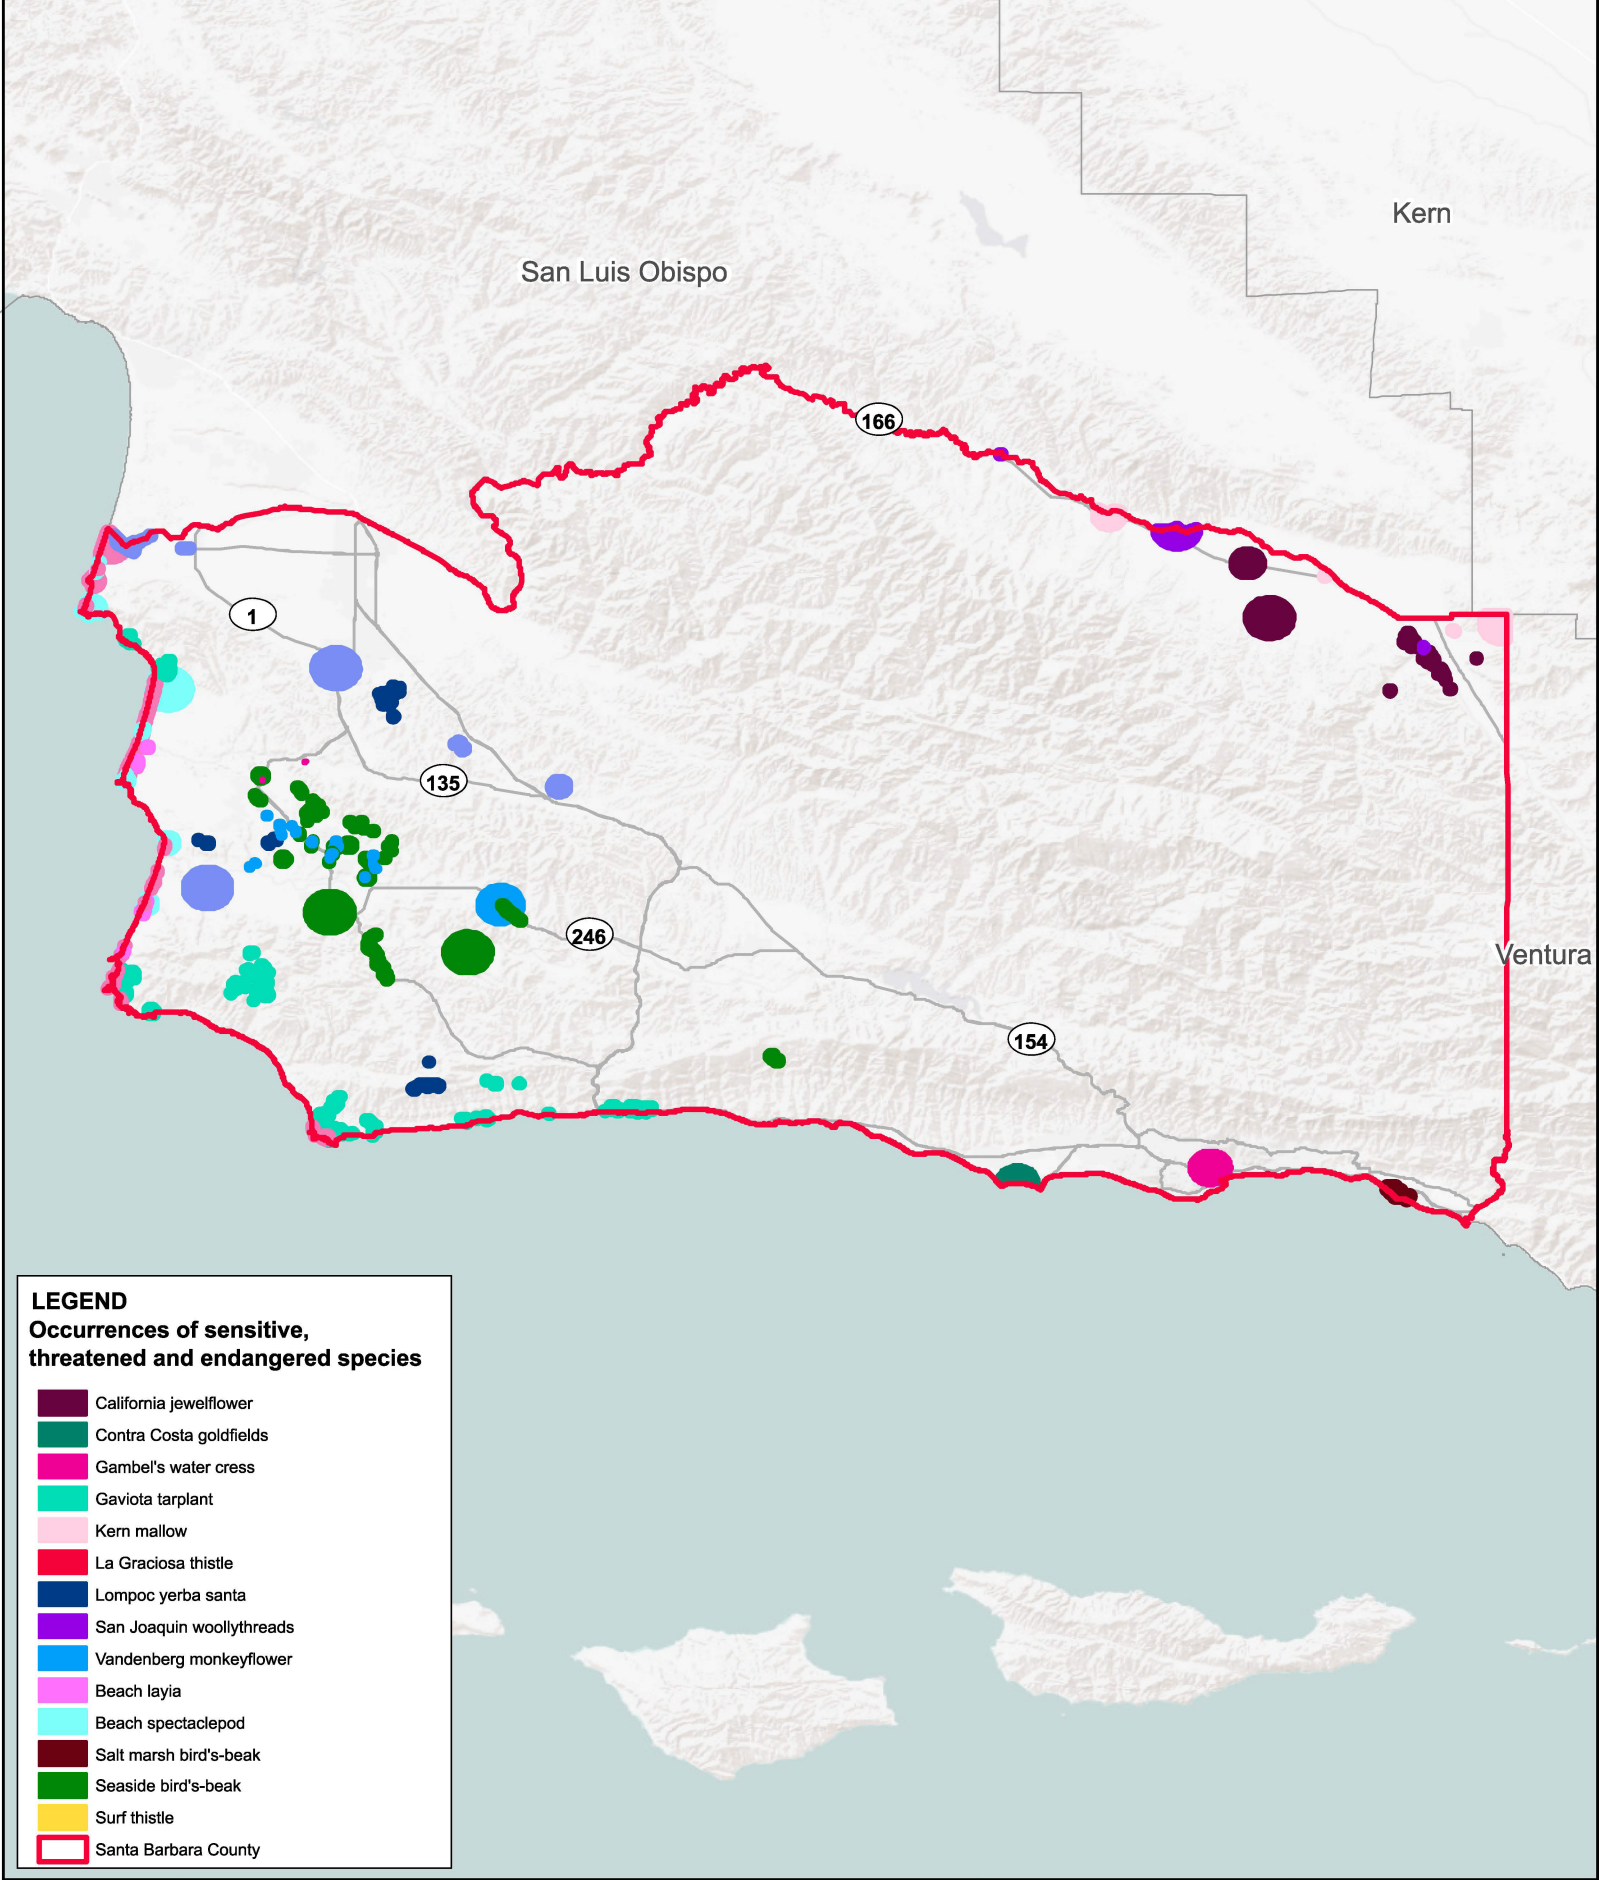 Kern
San Luis Obispo
166
1
135
246
Ventura
154
LEGEND
Occurrences of sensitive,
threatened and endangered species
California jewelflower
Contra Costa goldfields
Gambel's water cress
Gaviota tarplant
Kern mallow
La Graciosa thistle
Lompoc yerba santa
San Joaquin woollythreads
Vandenberg monkeyflower
Beach layia
Beach spectaclepod
Salt marsh bird's-beak
Seaside bird's-beak
Surf thistle
Santa Barbara County